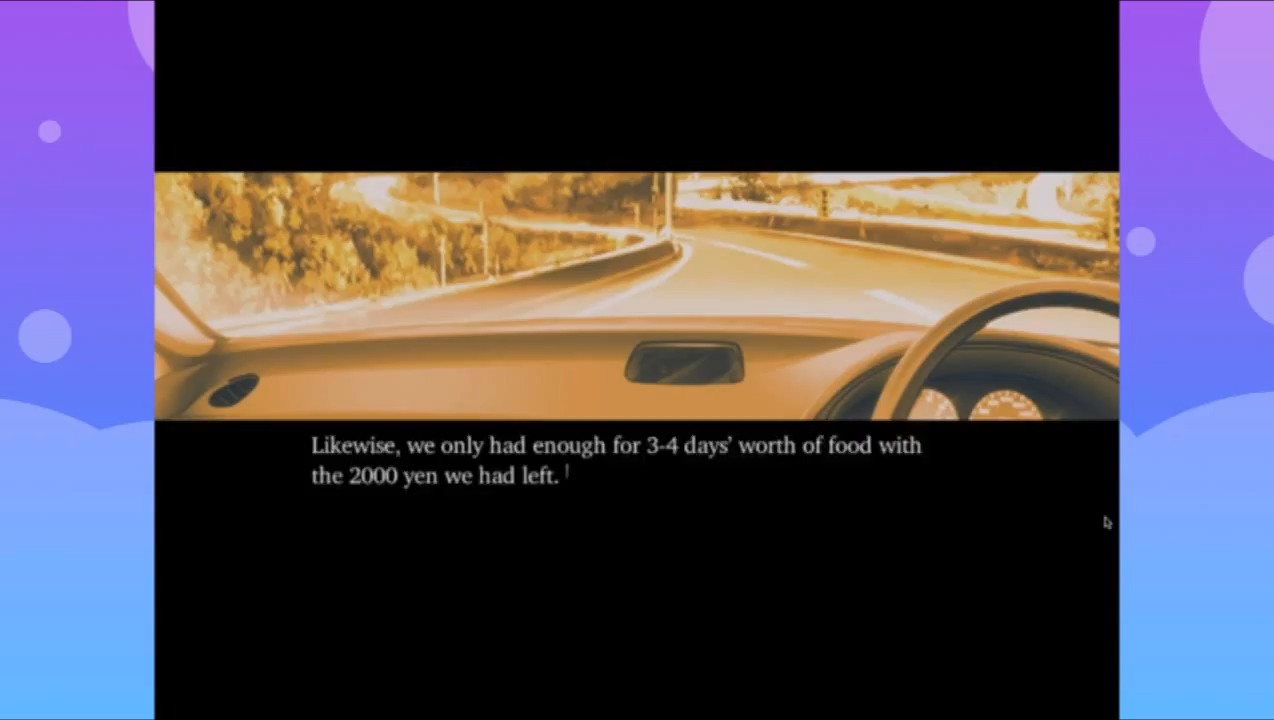 Likewise, we only had enough for 3-4 days’ worth of food with
the 2000 yen we had left.